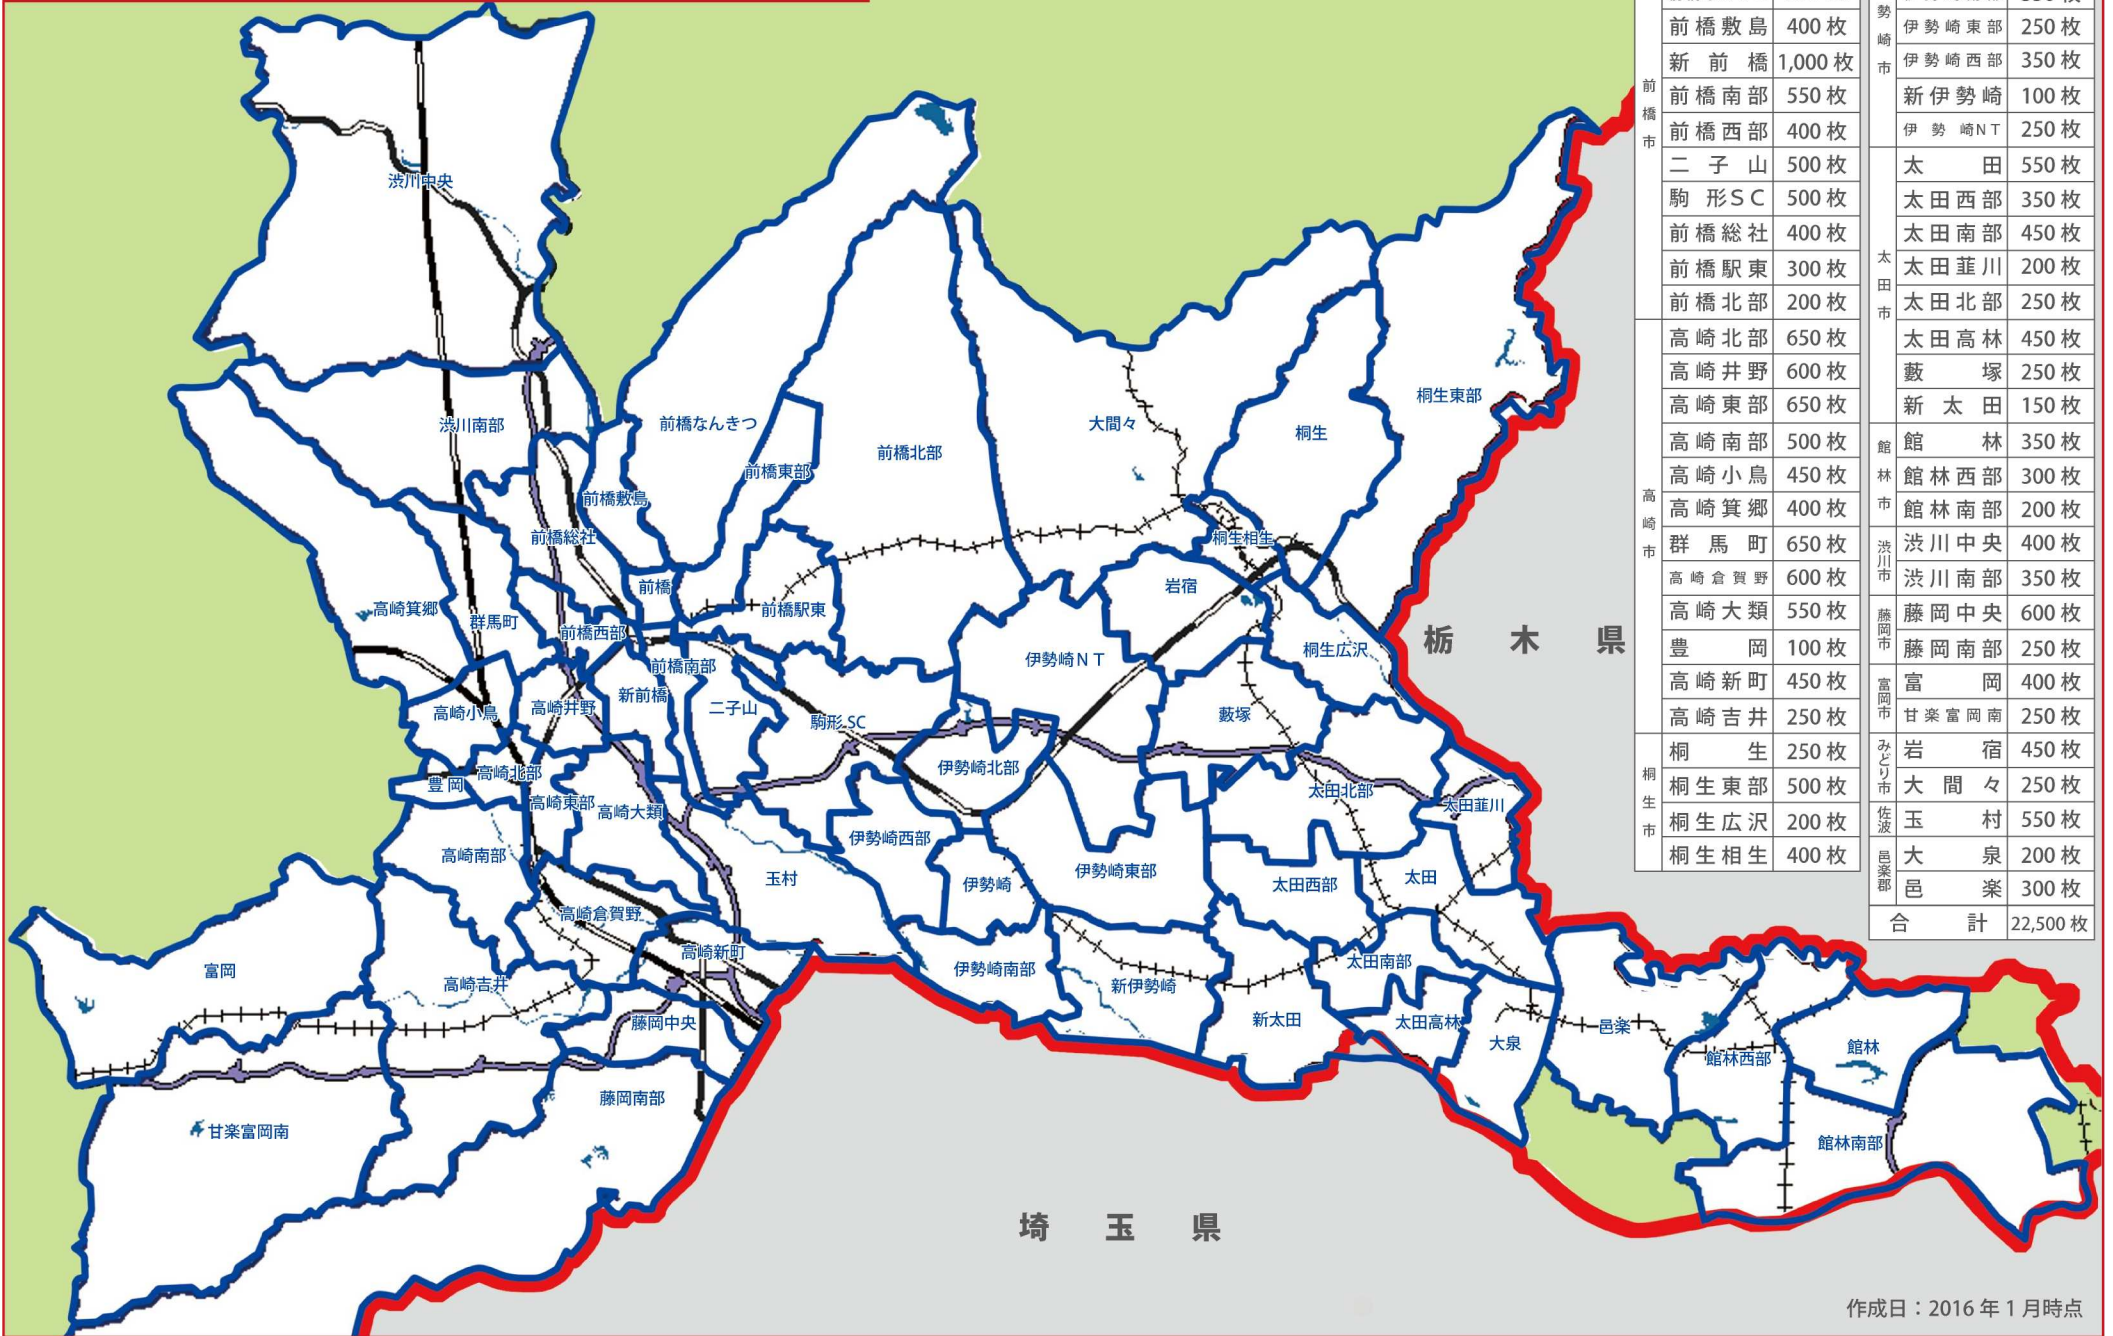 前橋敷島 400枚
新前橋 1,000枚
前橋南部 550枚
前橋西部 400枚
二子山 500枚
駒形SC 500枚
前橋総社 400枚
前橋駅東 300枚
前橋北部 200枚
前橋市
高崎北部 650枚
高崎井野 600枚
高崎東部 650枚
高崎南部 500枚
高崎小鳥 450枚
高崎箕郷 400枚
群馬町 650枚
高崎倉賀野 600枚
高崎大類 550枚
豊岡 100枚
高崎新町 450枚
高崎吉井 250枚
高崎市
桐生 250枚
桐生東部 500枚
桐生広沢 200枚
桐生相生 400枚
桐生市
勢崎市
伊勢崎東部 250枚
伊勢崎西部 350枚
新伊勢崎 100枚
伊勢崎NT 250枚
太田市
太田 550枚
太田西部 350枚
太田南部 450枚
太田韮川 200枚
太田北部 250枚
太田高林 450枚
藪塚 250枚
新太田 150枚
館林市
館林 350枚
館林西部 300枚
館林南部 200枚
渋川市
渋川中央 400枚
渋川南部 350枚
藤岡市
藤岡中央 600枚
藤岡南部 250枚
富岡市
富岡 400枚
甘楽富岡南 250枚
みどり市
岩宿 450枚
大間々 250枚
佐波
玉村 550枚
邑楽郡
大泉 200枚
邑楽 300枚
合計 22,500枚
渋川中央
渋川南部
前橋なんきつ
前橋東部
前橋北部
大間々
桐生
桐生東部
前橋敷島
前橋総社
桐生相生
前橋
前橋駅東
岩宿
高崎箕郷
群馬町
前橋西部
前橋南部
伊勢崎NT
桐生広沢
栃木県
高崎小鳥
高崎井野
新前橋
二子山
駒形SC
藪塚
豊岡
高崎北部
高崎東部
高崎大類
伊勢崎北部
太田北部
太田韮川
高崎南部
玉村
伊勢崎西部
伊勢崎
伊勢崎東部
太田西部
太田
高崎倉賀野
高崎新町
富岡
高崎吉井
伊勢崎南部
新伊勢崎
太田南部
藤岡中央
新太田
太田高林
大泉
邑楽
館林西部
館林
藤岡南部
甘楽富岡南
館林南部
埼玉県
作成日：2016年1月時点